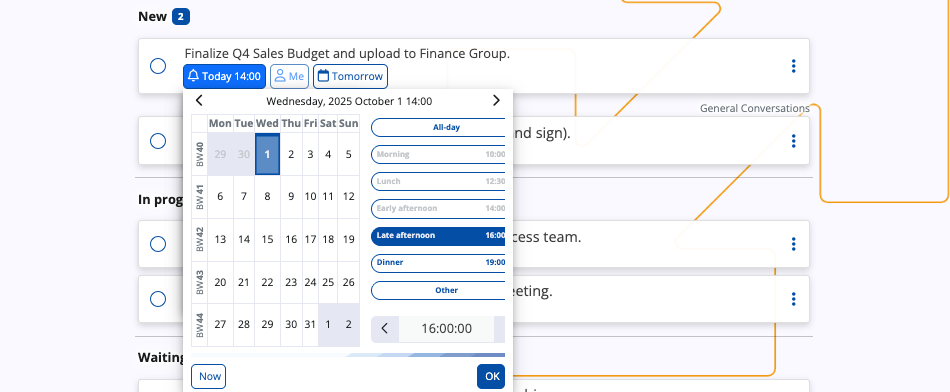 New 2
Finalize Q4 Sales Budget and upload to Finance Group.
Today 14:00 Me Tomorrow
Wednesday, 2025 October 1 14:00
General Conversations
Mon Tue Wed Thu Fri Sat Sun
All-day
nd sign).
BW40 29 30 1 2 3 4 5
Morning 10:00
Lunch 12:30
BW41 6 7 8 9 10 11 12
In prog
Early afternoon 14:00
BW42 13 14 15 16 17 18 19
Late afternoon 16:00
cess team.
Dinner 19:00
BW43 20 21 22 23 24 25 26
Other
eeting.
BW44 27 28 29 30 31 1 2
16:00:00
Waiting
Now OK